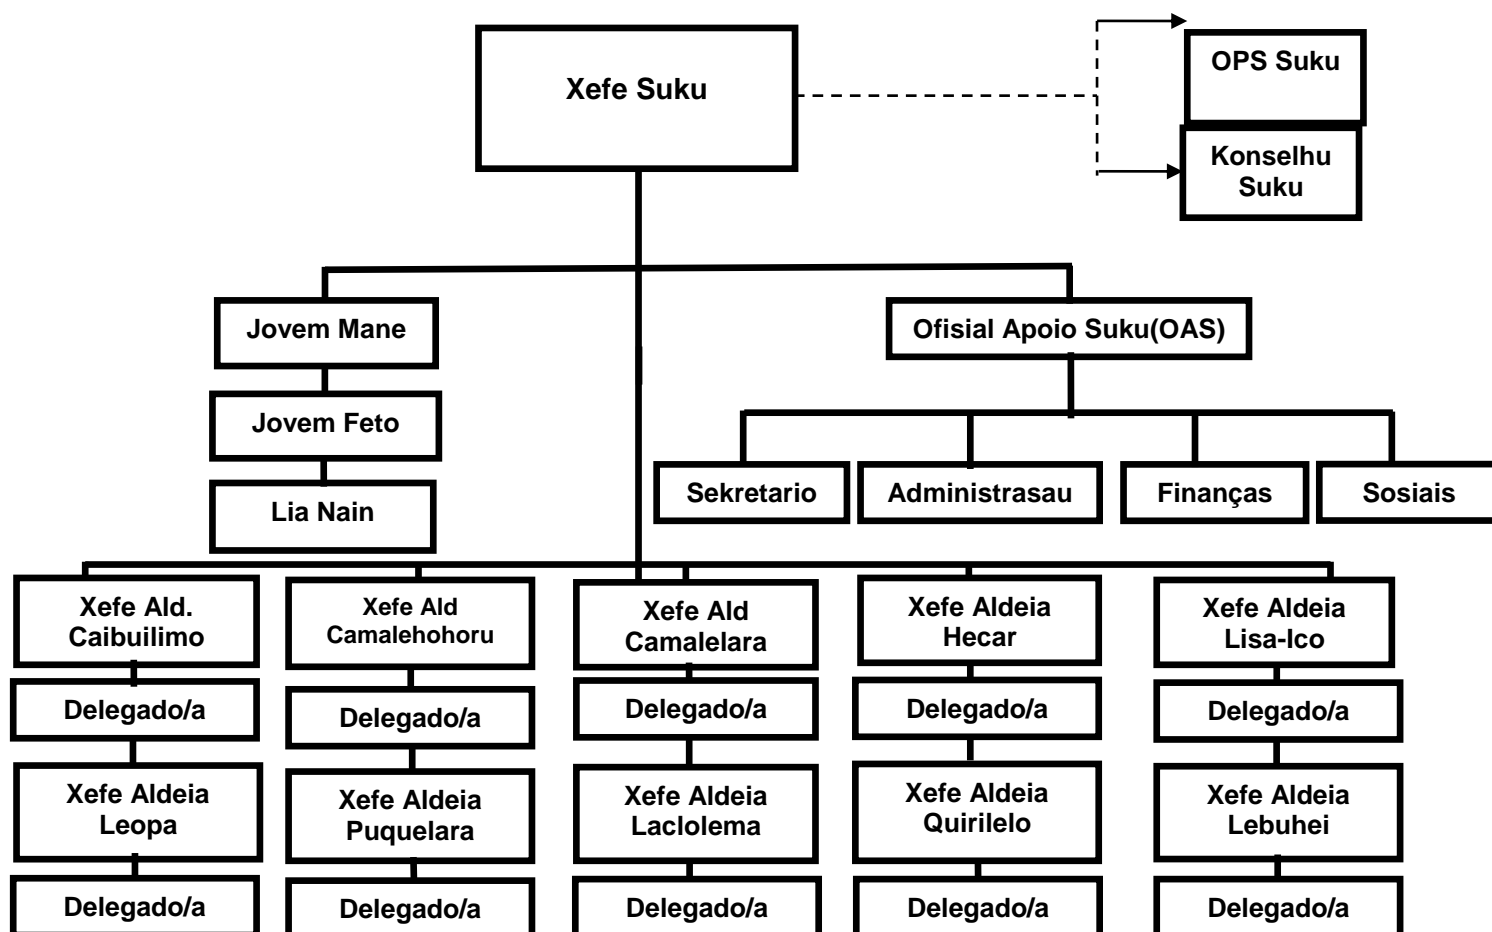 Xefe Suku
OPS Suku
Konselhu
Suku
Jovem Mane
Ofisial Apoio Suku(OAS)
Jovem Feto
Lia Nain
Sekretario
Administrasau
Finanças
Sosiais
Xefe Ald.
Caibuilimo
Xefe Ald
Camalehohoru
Xefe Ald
Camalelara
Xefe Aldeia
Hecar
Xefe Aldeia
Lisa-Ico
Delegado/a
Delegado/a
Delegado/a
Delegado/a
Delegado/a
Xefe Aldeia
Leopa
Xefe Aldeia
Puquelara
Xefe Aldeia
Laclolema
Xefe Aldeia
Quirilelo
Xefe Aldeia
Lebuhei
Delegado/a
Delegado/a
Delegado/a
Delegado/a
Delegado/a